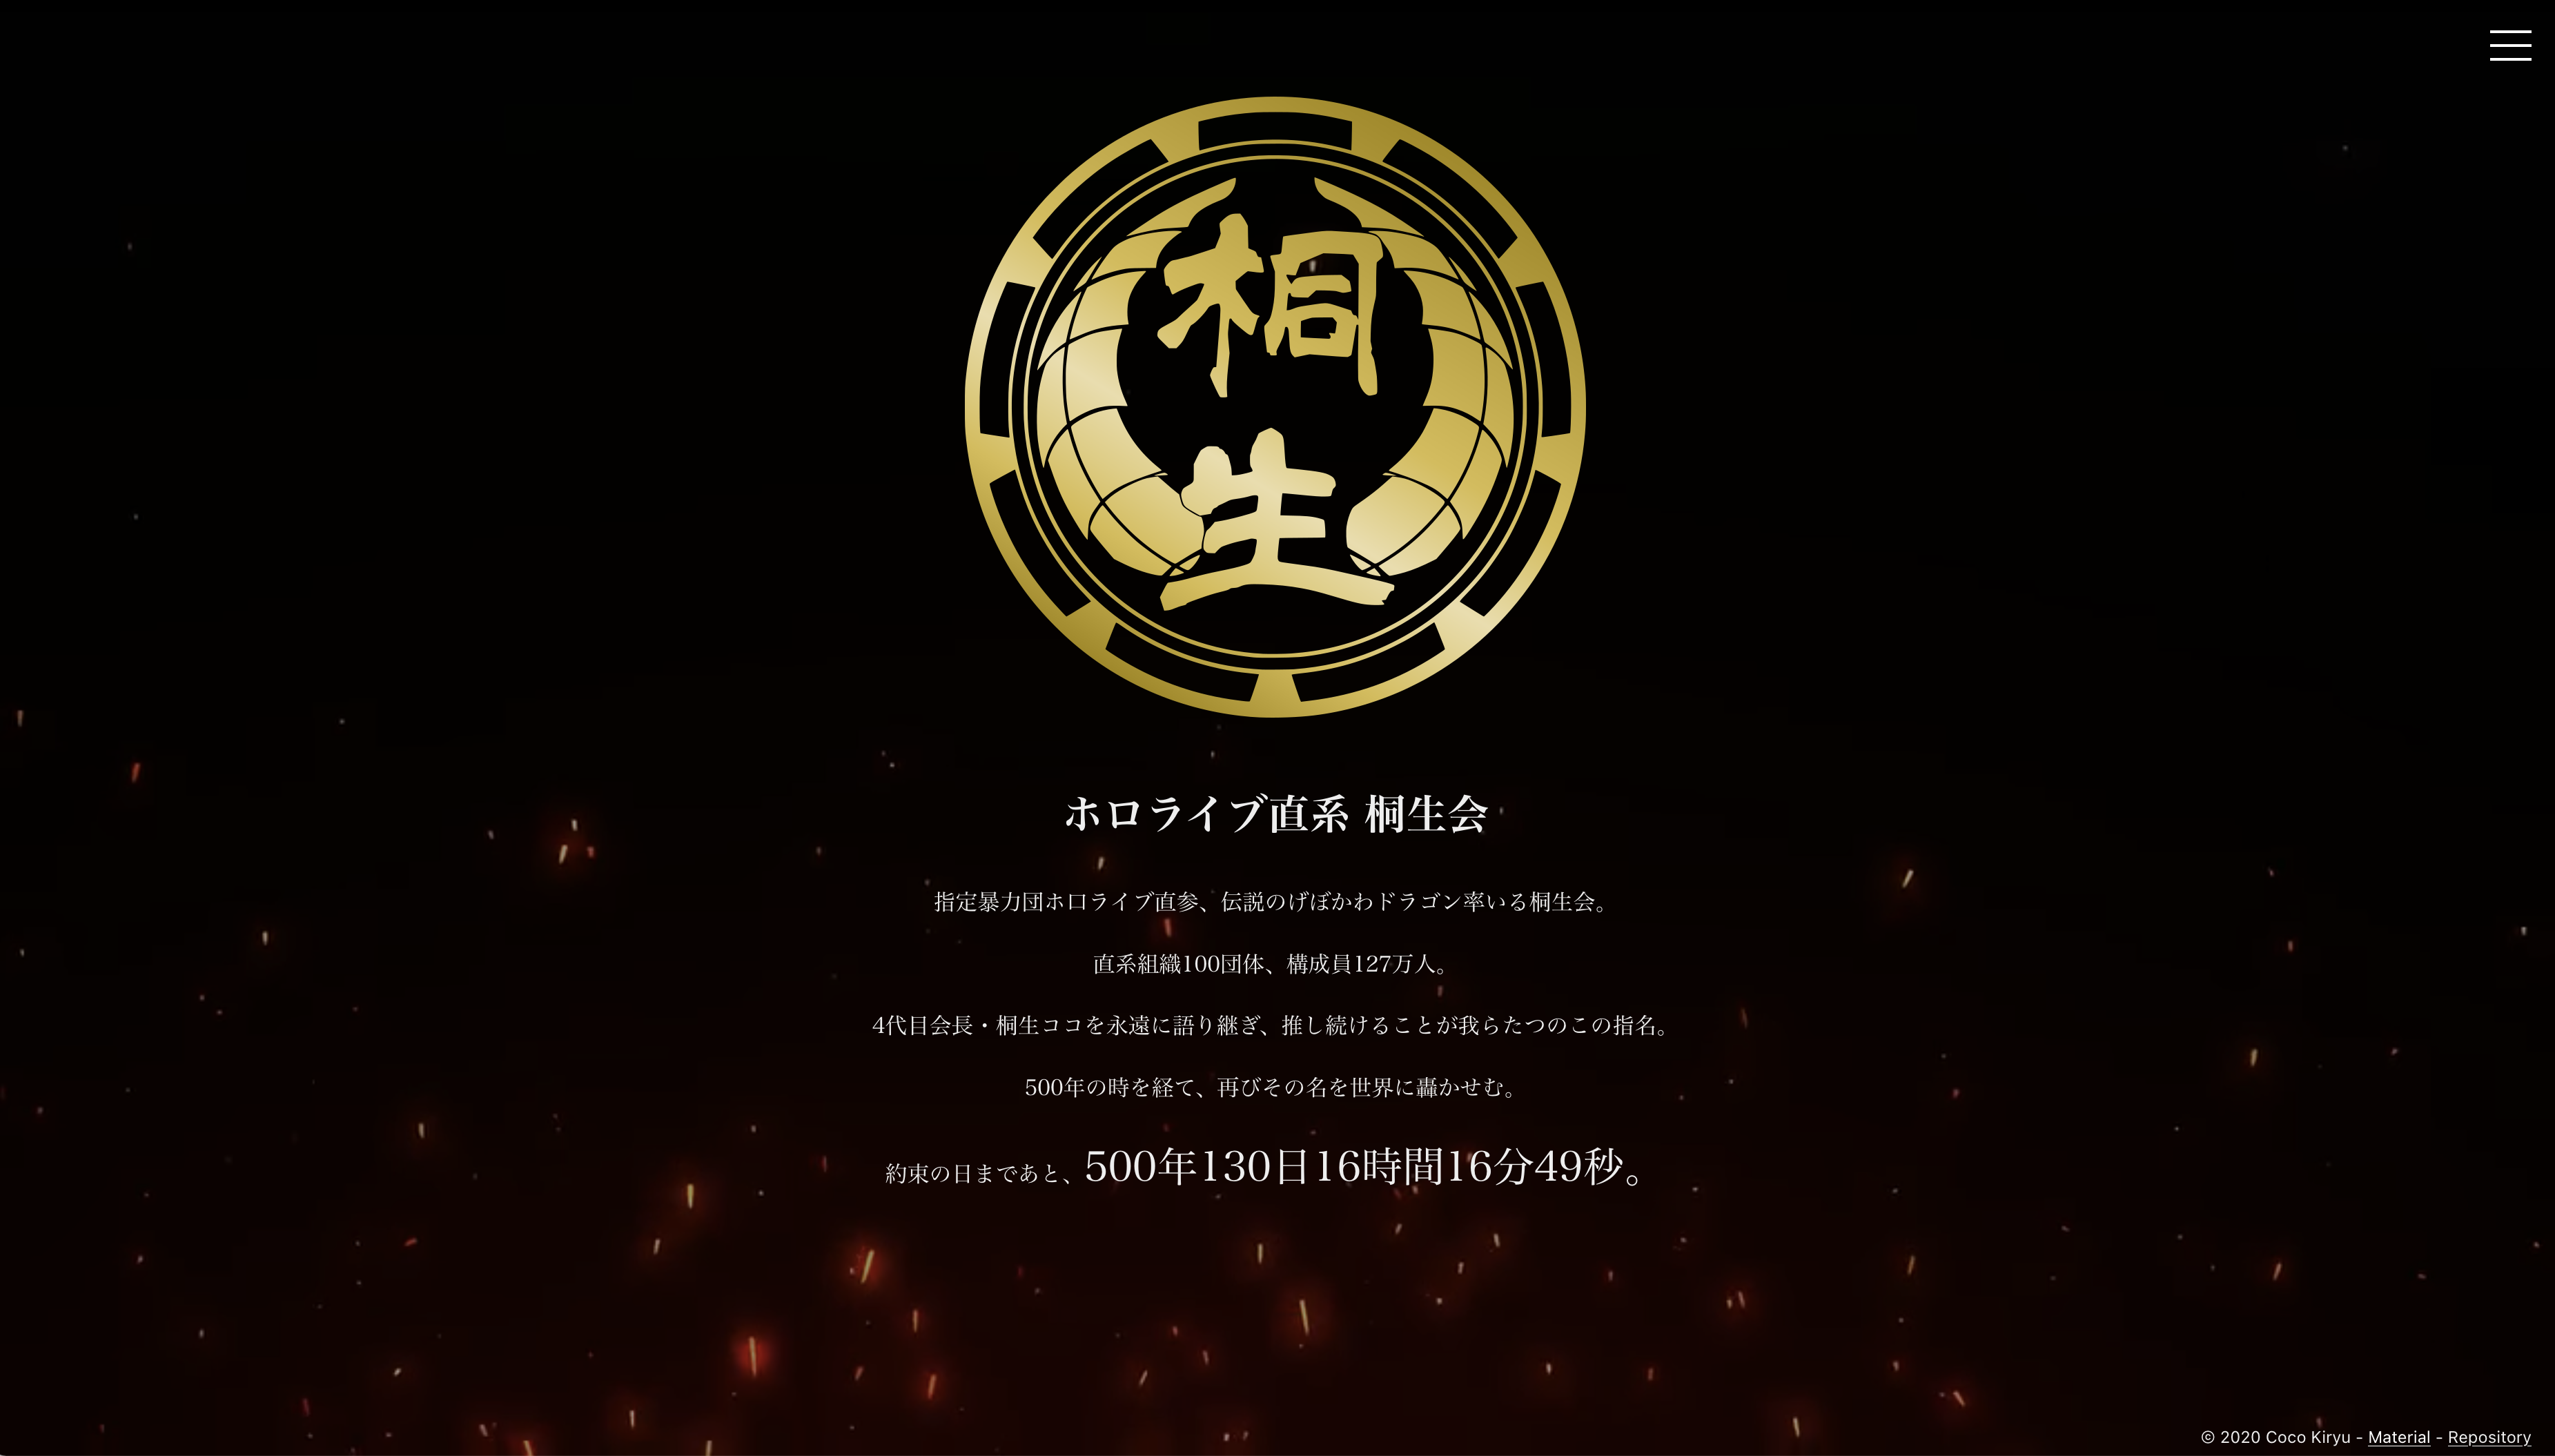 桐
生
ホロライブ直系 桐生会
指定暴力団ホロライブ直参、伝説のげぼかわドラゴン率いる桐生会。
直系組織100団体、構成員127万人。
4代目会長・桐生ココを永遠に語り継ぎ、推し続けることが我らたつのこの指名。
500年の時を経て、再びその名を世界に轟かせむ。
約束の日まであと、500年130日16時間16分49秒。
© 2020 Coco Kiryu - Material - Repository